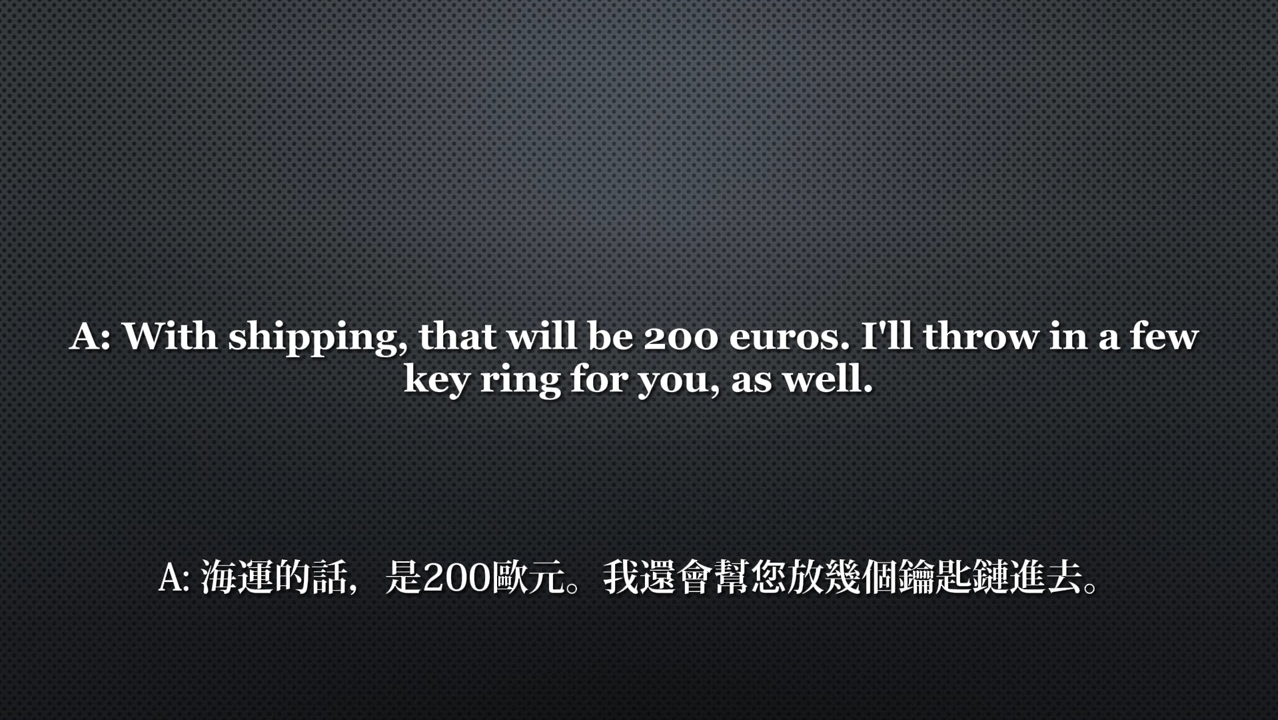 A: With shipping, that will be 200 euros. I'll throw in a few
key ring for you, as well.
A: 海運的話，是200歐元。我還會幫您放幾個鑰匙鏈進去。